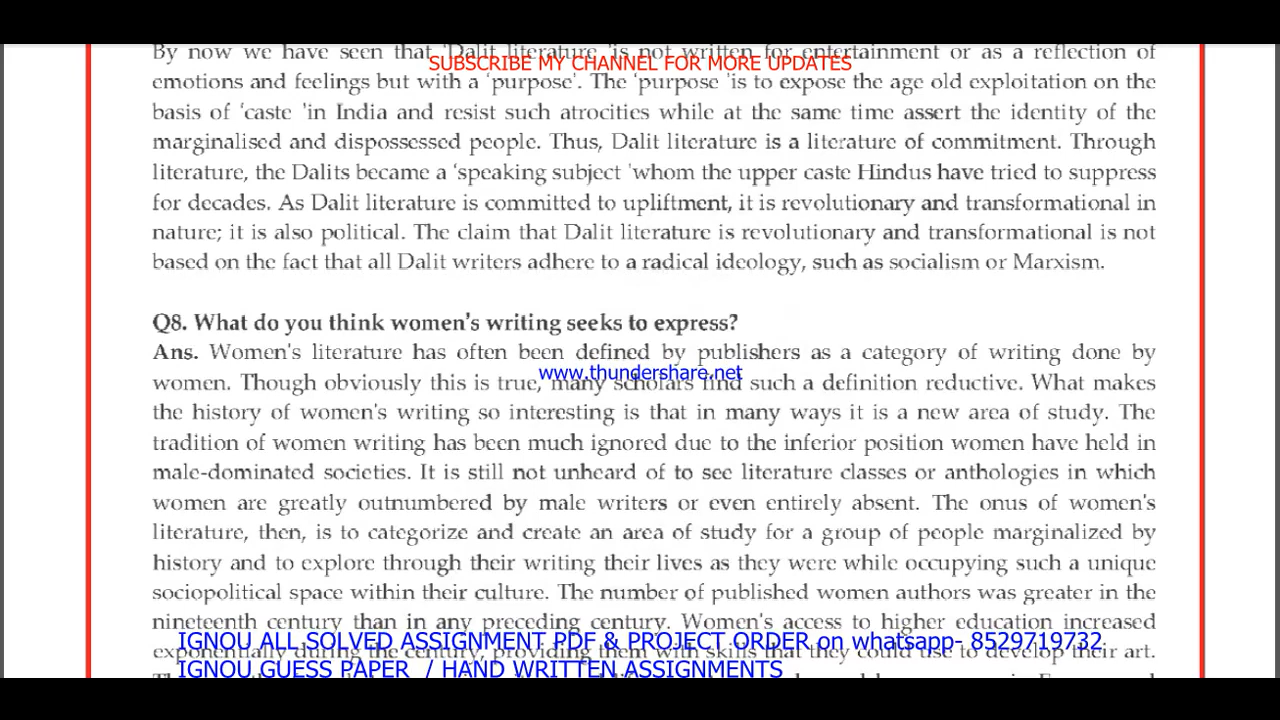 By now we have seen that 'Dalit literature 'is not written for entertainment or as a reflection of
SUBSCRIBE MY CHANNEL FOR MORE UPDATES
emotions and feelings but with a 'purpose'. The 'purpose 'is to expose the age old exploitation on the
basis of 'caste 'in India and resist such atrocities while at the same time assert the identity of the
marginalised and dispossessed people. Thus, Dalit literature is a literature of commitment. Through
literature, the Dalits became a 'speaking subject 'whom the upper caste Hindus have tried to suppress
for decades. As Dalit literature is committed to upliftment, it is revolutionary and transformational in
nature; it is also political. The claim that Dalit literature is revolutionary and transformational is not
based on the fact that all Dalit writers adhere to a radical ideology, such as socialism or Marxism.
Q8. What do you think women's writing seeks to express?
Ans. Women's literature has often been defined by publishers as a category of writing done by
www.thundershare.net
women. Though obviously this is true, many scholars find such a definition reductive. What makes
the history of women's writing so interesting is that in many ways it is a new area of study. The
tradition of women writing has been much ignored due to the inferior position women have held in
male-dominated societies. It is still not unheard of to see literature classes or anthologies in which
women are greatly outnumbered by male writers or even entirely absent. The onus of women's
literature, then, is to categorize and create an area of study for a group of people marginalized by
history and to explore through their writing their lives as they were while occupying such a unique
sociopolitical space within their culture. The number of published women authors was greater in the
nineteenth century than in any preceding century. Women's access to higher education increased
IGNOU ALL SOLVED ASSIGNMENT PDF & PROJECT ORDER on whatsapp- 8529719732
exponentially during the century, providing them with skills that they could use to develop their art.
IGNOU GUESS PAPER / HAND WRITTEN ASSIGNMENTS